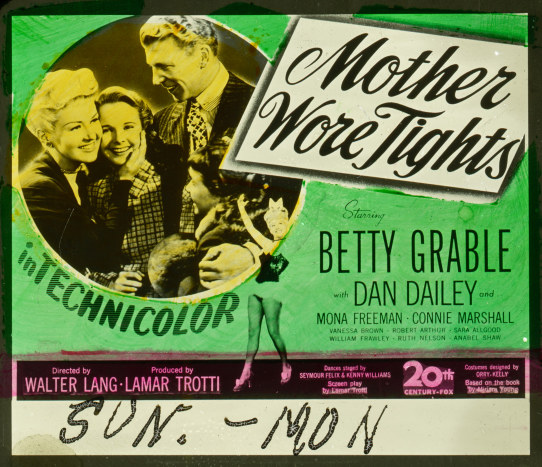 Mother
Wore Tights
Starring
BETTY GRABLE
with DAN DAILEY and
MONA FREEMAN · CONNIE MARSHALL
VANESSA BROWN · ROBERT ARTHUR · SARA ALLGOOD
WILLIAM FRAWLEY · RUTH NELSON · ANABEL SHAW
in TECHNICOLOR
Directed by
WALTER LANG ·
Produced by
LAMAR TROTTI
Dances staged by
SEYMOUR FELIX & KENNY WILLIAMS
Screen play
by Lamar Trotti
20th
CENTURY-FOX
Costumes designed by
ORRY-KELLY
Based on the book
by Miriam Young
SUN. - MON